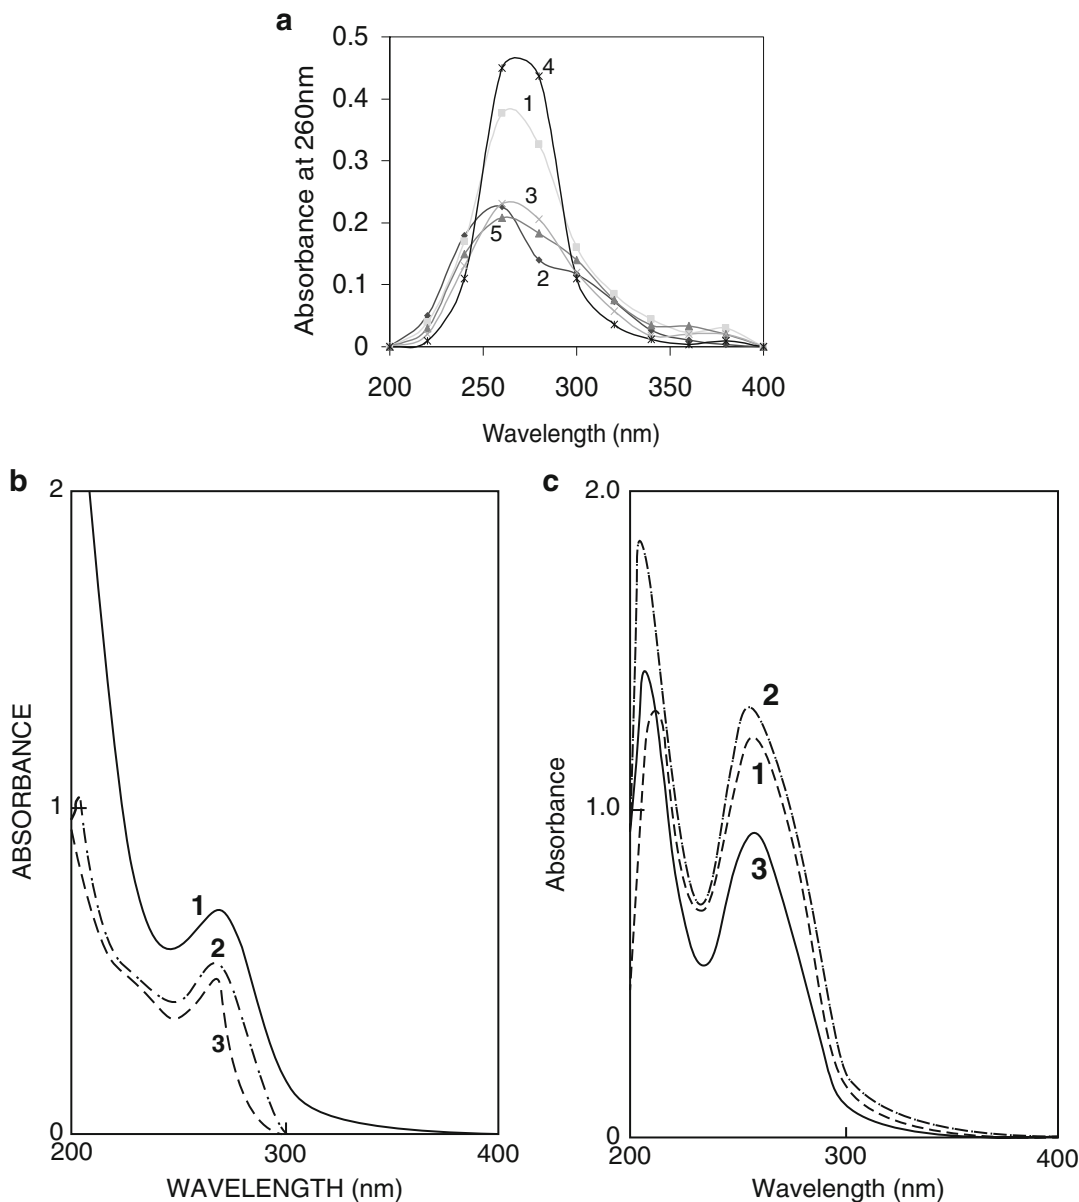 a
0.5
0.4
0.3
0.2
0.1
0
Absorbance at 260nm
4
1
3
5
2
200 250 300 350 400
Wavelength (nm)
b
2
1
0
ABSORBANCE
1
2
3
200 300 400
WAVELENGTH (nm)
c
2.0
1.0
0
Absorbance
2
1
3
200 300 400
Wavelength (nm)